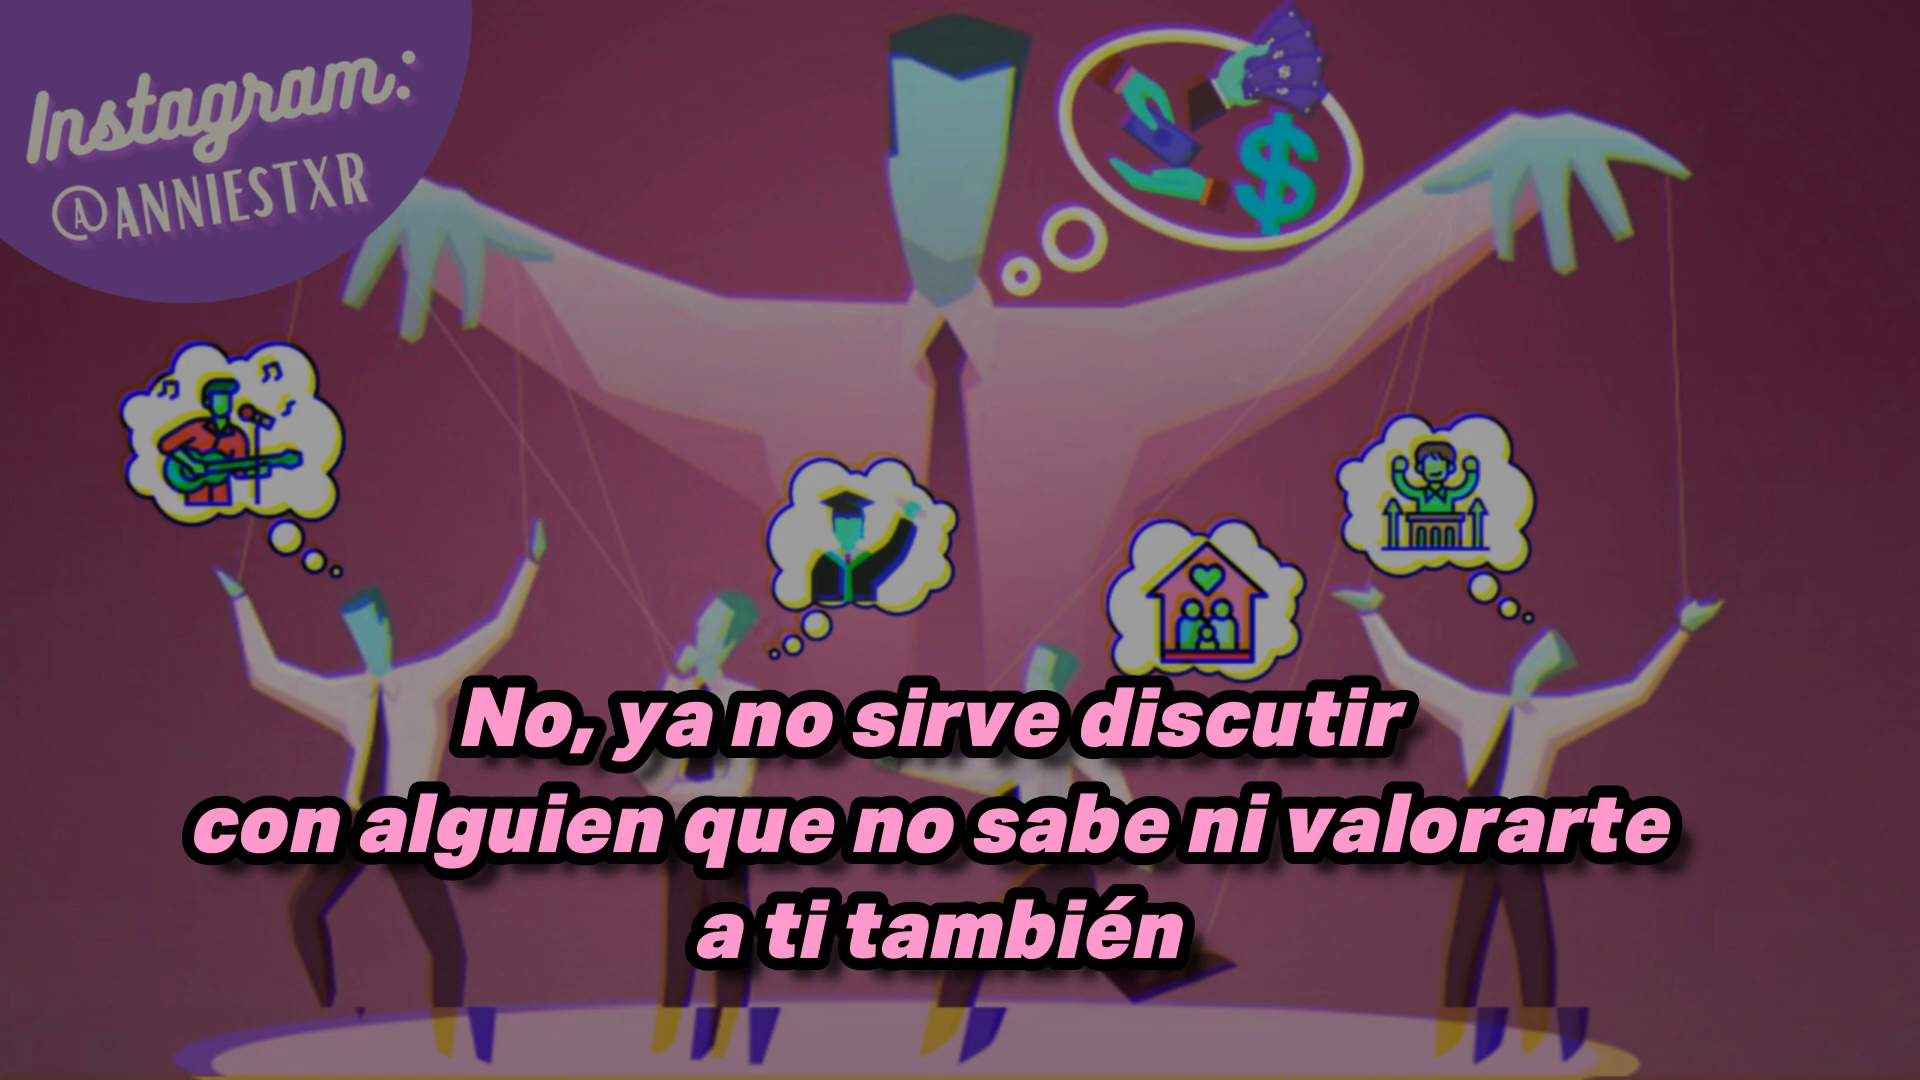 Instagram:
@ANNIESTXR
No, ya no sirve discutir
con alguien que no sabe ni valorarte
a ti también